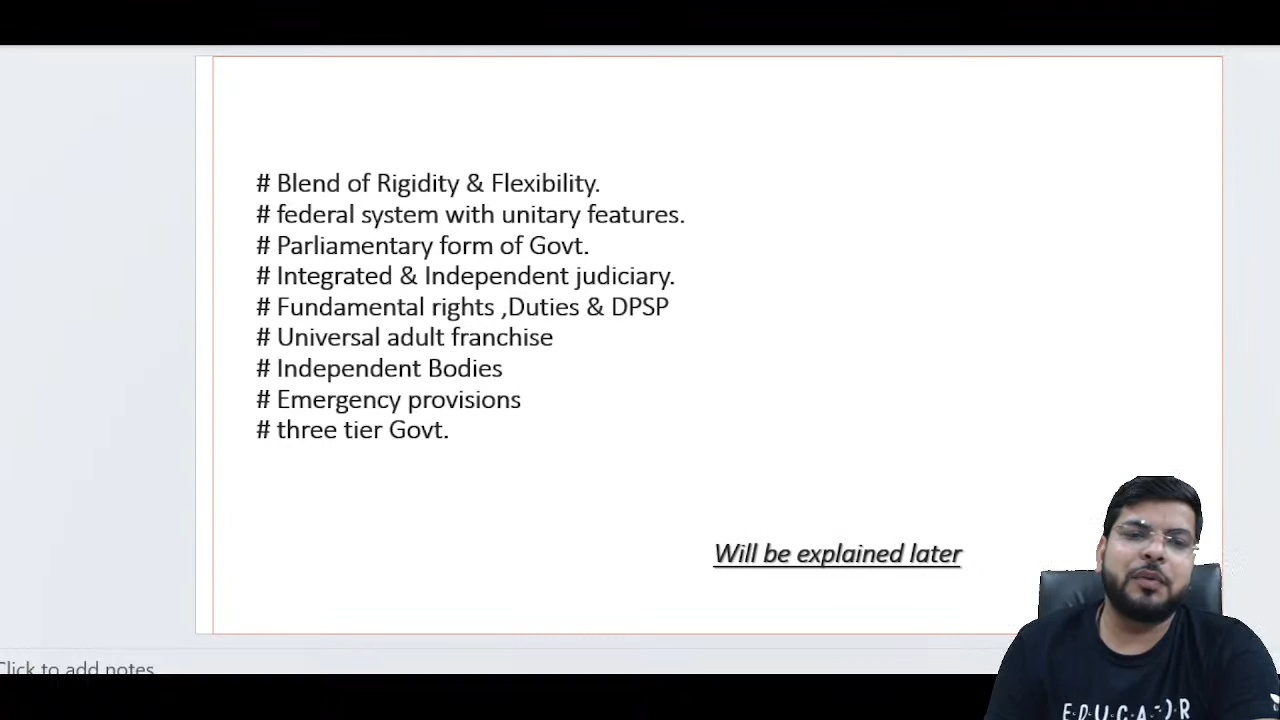 # Blend of Rigidity & Flexibility.
# federal system with unitary features.
# Parliamentary form of Govt.
# Integrated & Independent judiciary.
# Fundamental rights ,Duties & DPSP
# Universal adult franchise
# Independent Bodies
# Emergency provisions
# three tier Govt.
Will be explained later
Click to add notes